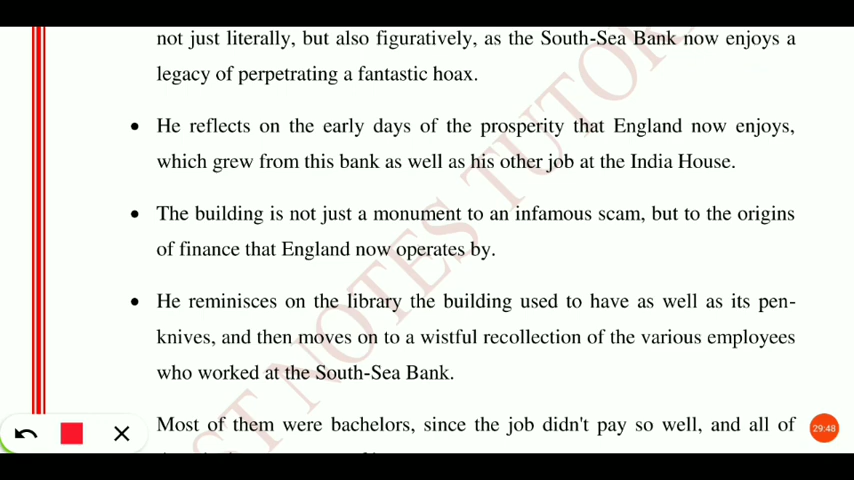 not just literally, but also figuratively, as the South-Sea Bank now enjoys a
legacy of perpetrating a fantastic hoax.
• He reflects on the early days of the prosperity that England now enjoys,
which grew from this bank as well as his other job at the India House.
• The building is not just a monument to an infamous scam, but to the origins
of finance that England now operates by.
• He reminisces on the library the building used to have as well as its pen-
knives, and then moves on to a wistful recollection of the various employees
who worked at the South-Sea Bank.
Most of them were bachelors, since the job didn't pay so well, and all of
29:48
ST NOTES TUTOR